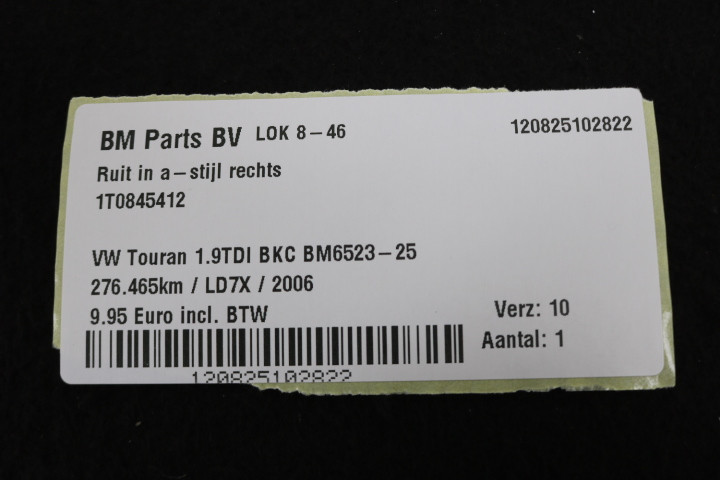 BM Parts BV LOK 8-46 120825102822
Ruit in a-stijl rechts
1T0845412
VW Touran 1.9TDI BKC BM6523-25
276.465km / LD7X / 2006
9.95 Euro incl. BTW
Verz: 10
Aantal: 1
120825102822